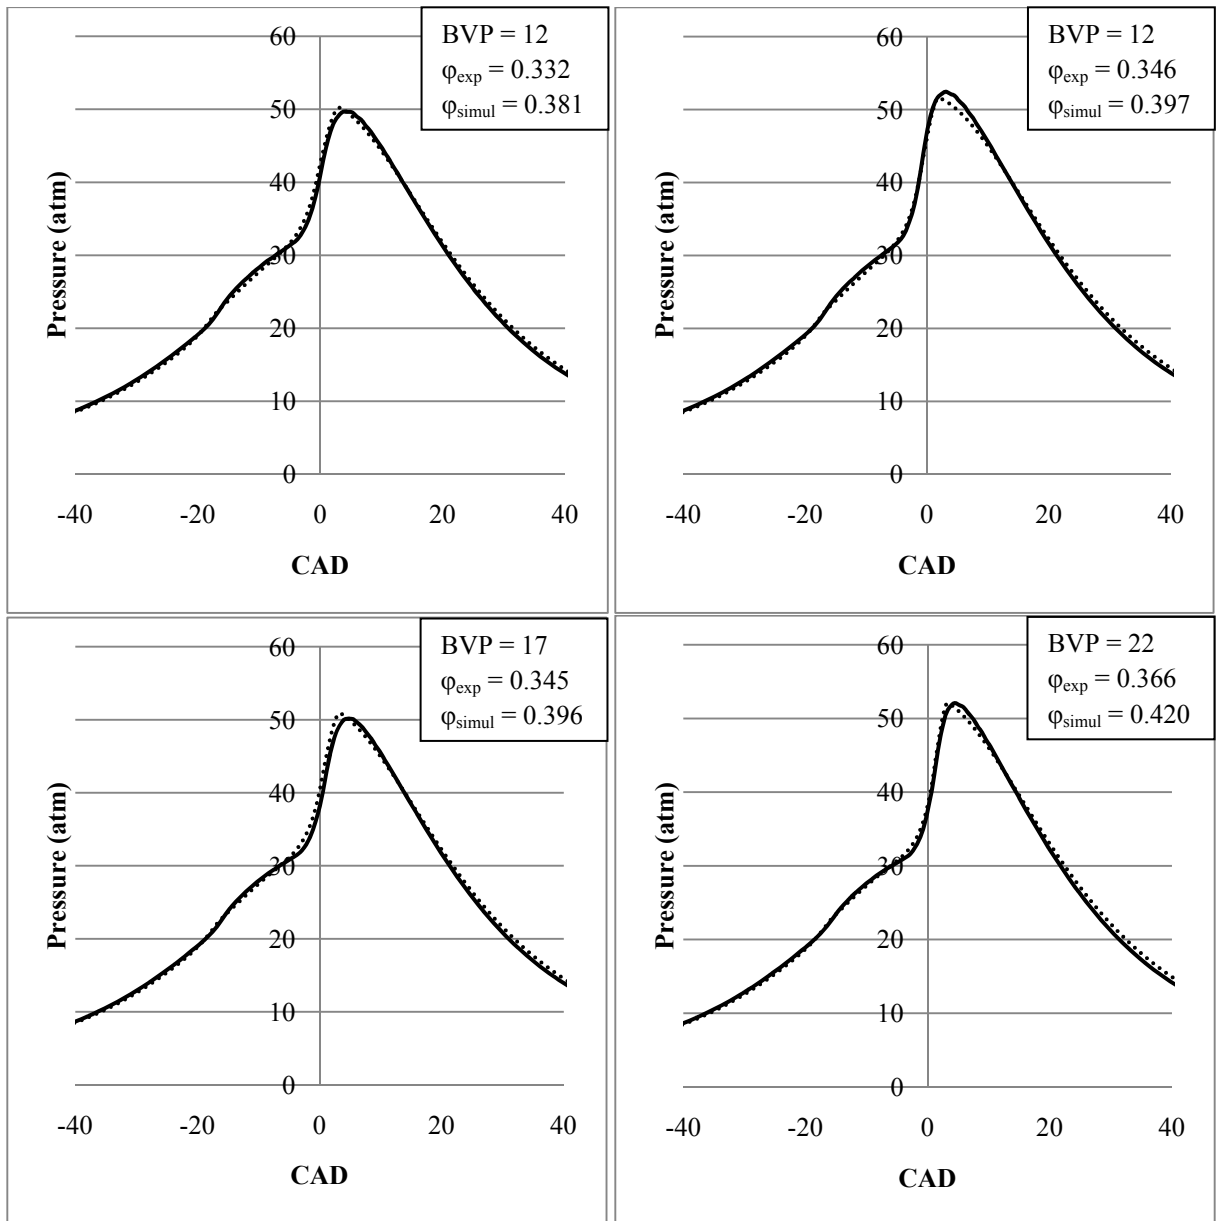 BVP = 12
φexp = 0.332
φsimul = 0.381
60
50
40
30
20
10
0
Pressure (atm)
-40 -20 0 20 40
CAD
BVP = 12
φexp = 0.346
φsimul = 0.397
60
50
40
30
20
10
0
Pressure (atm)
-40 -20 0 20 40
CAD
BVP = 17
φexp = 0.345
φsimul = 0.396
60
50
40
30
20
10
0
Pressure (atm)
-40 -20 0 20 40
CAD
BVP = 22
φexp = 0.366
φsimul = 0.420
60
50
40
30
20
10
0
Pressure (atm)
-40 -20 0 20 40
CAD